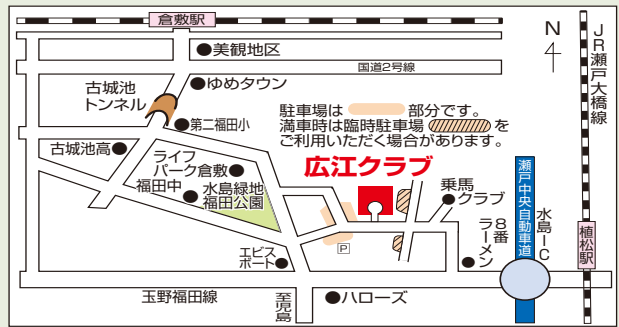 倉敷駅
美観地区
国道2号線
N
JR瀬戸大橋線
古城池
トンネル
ゆめタウン
第二福田小
駐車場は 部分です。
満車時は臨時駐車場 を
ご利用いただく場合があります。
古城池高
ライフ
パーク倉敷
福田中
水島緑地
福田公園
広江クラブ
乗馬
クラブ
瀬戸中央自動車道
水島IC
植松駅
8番
ラーメン
P
エビス
ボート
玉野福田線
至児島
ハローズ